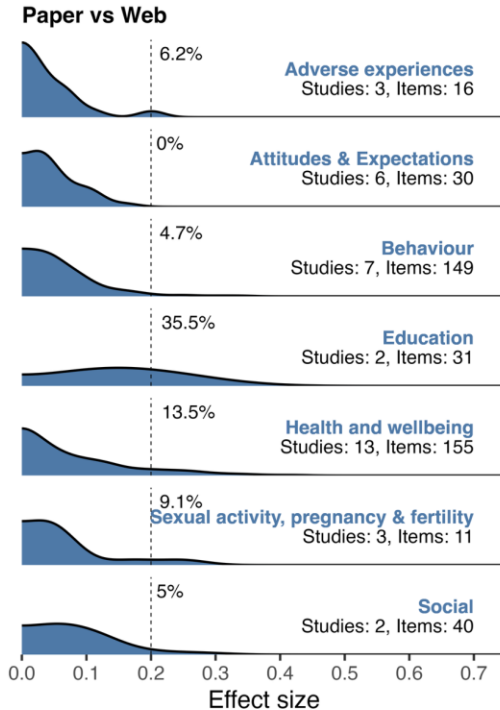 Paper vs Web
6.2%
Adverse experiences
Studies: 3, Items: 16
0%
Attitudes & Expectations
Studies: 6, Items: 30
4.7%
Behaviour
Studies: 7, Items: 149
35.5%
Education
Studies: 2, Items: 31
13.5%
Health and wellbeing
Studies: 13, Items: 155
9.1%
Sexual activity, pregnancy & fertility
Studies: 3, Items: 11
5%
Social
Studies: 2, Items: 40
0.0 0.1 0.2 0.3 0.4 0.5 0.6 0.7
Effect size